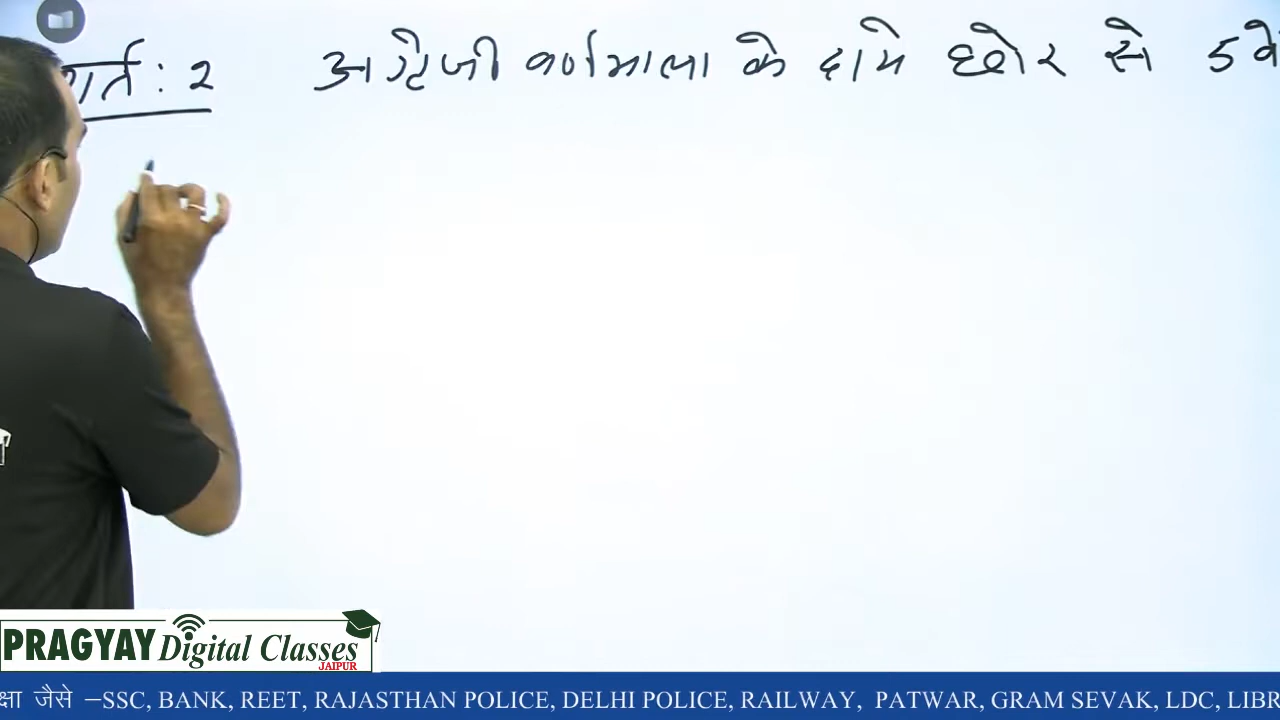 शर्त : 2 अंग्रेजी वर्णमाला के दांये छोर से 5वें
PRAGYAY Digital Classes
JAIPUR
क्षा जैसे –SSC, BANK, REET, RAJASTHAN POLICE, DELHI POLICE, RAILWAY, PATWAR, GRAM SEVAK, LDC, LIBR